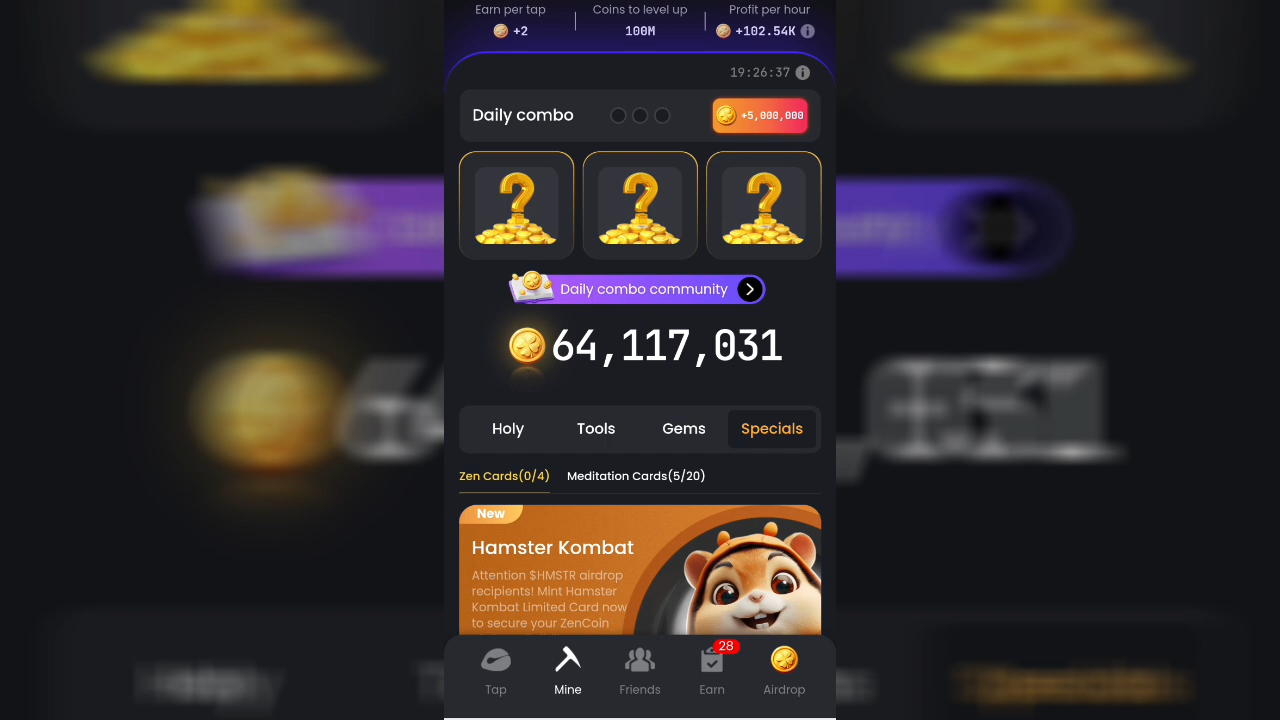 Earn per tap
Coins to level up
Profit per hour
+2
100M
+102.54K
19:26:37
Daily combo
+5,000,000
Daily combo community
64,117,031
Holy
Tools
Gems
Specials
Zen Cards(0/4)
Meditation Cards(5/20)
New
Hamster Kombat
Attention $HMSTR airdrop
recipients! Mint Hamster
Kombat Limited Card now
to secure your ZenCoin
28
Tap
Mine
Friends
Earn
Airdrop